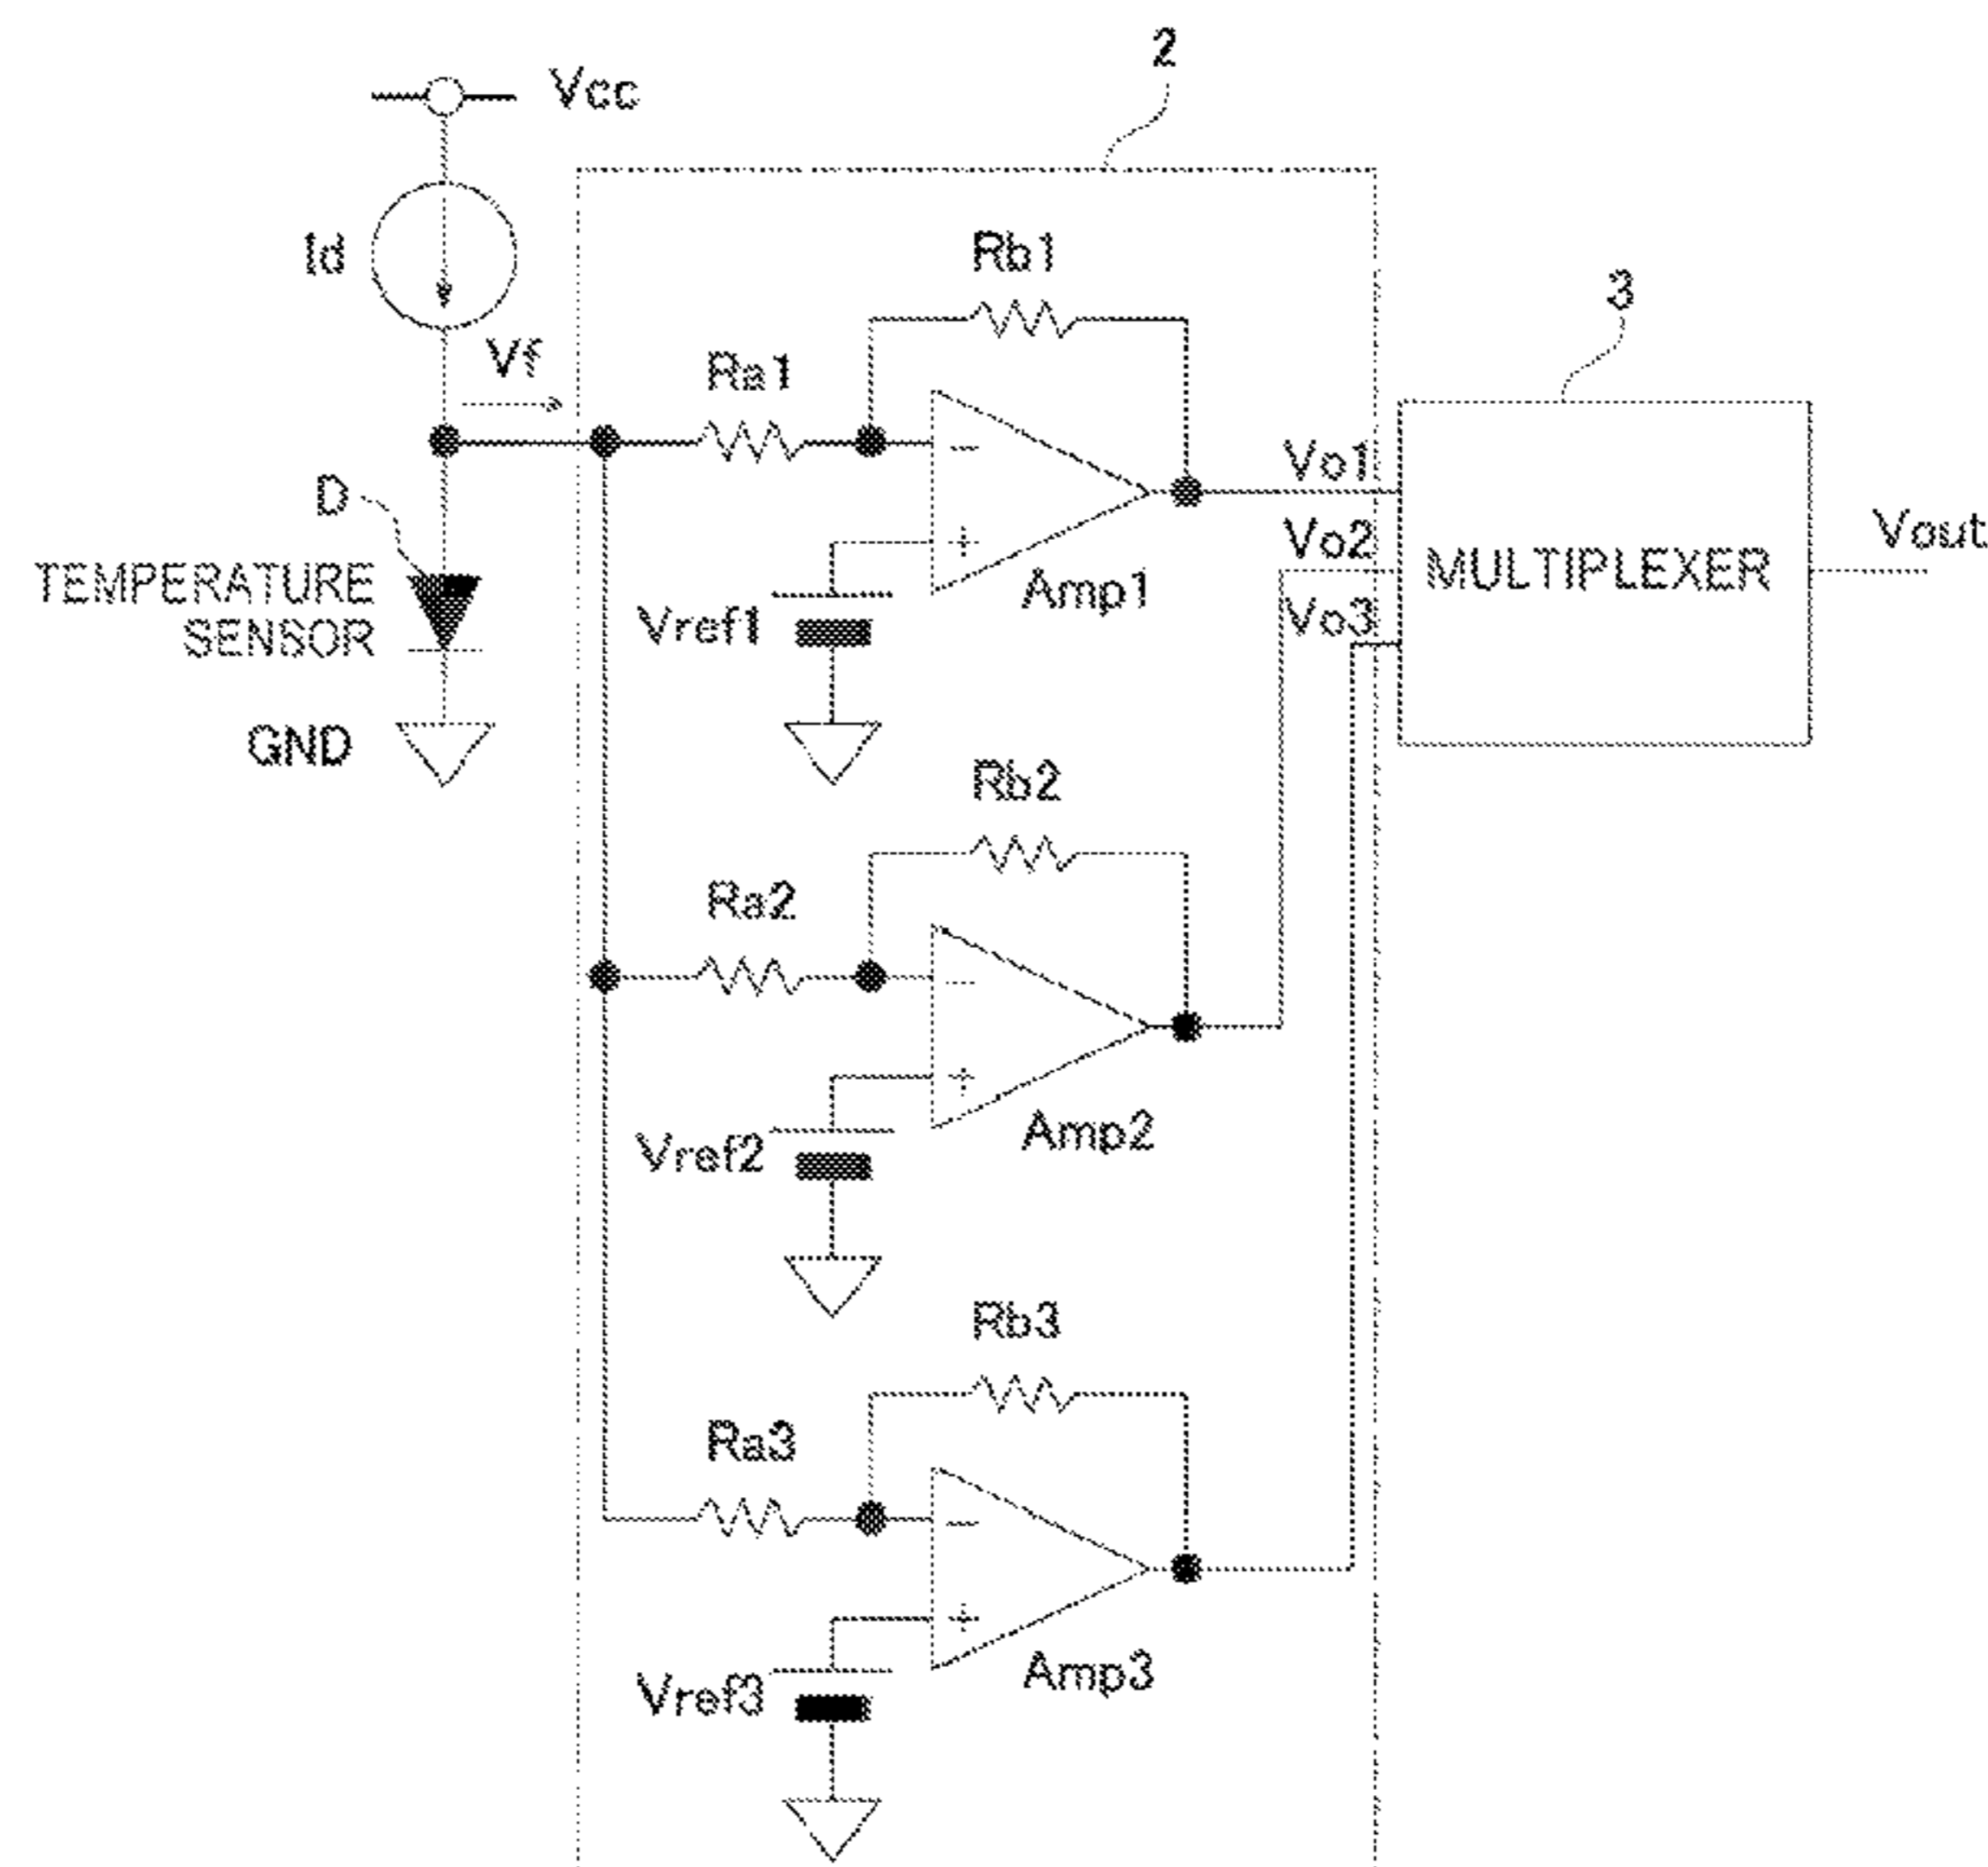 2
Vcc
Id
Rb1
3
Vf
Ra1
−
Vo1
D
Vo2
Vout
TEMPERATURE
SENSOR
+
MULTIPLEXER
Amp1
Vref1
Vo3
GND
Rb2
Ra2
−
+
Amp2
Vref2
Rb3
Ra3
−
+
Amp3
Vref3